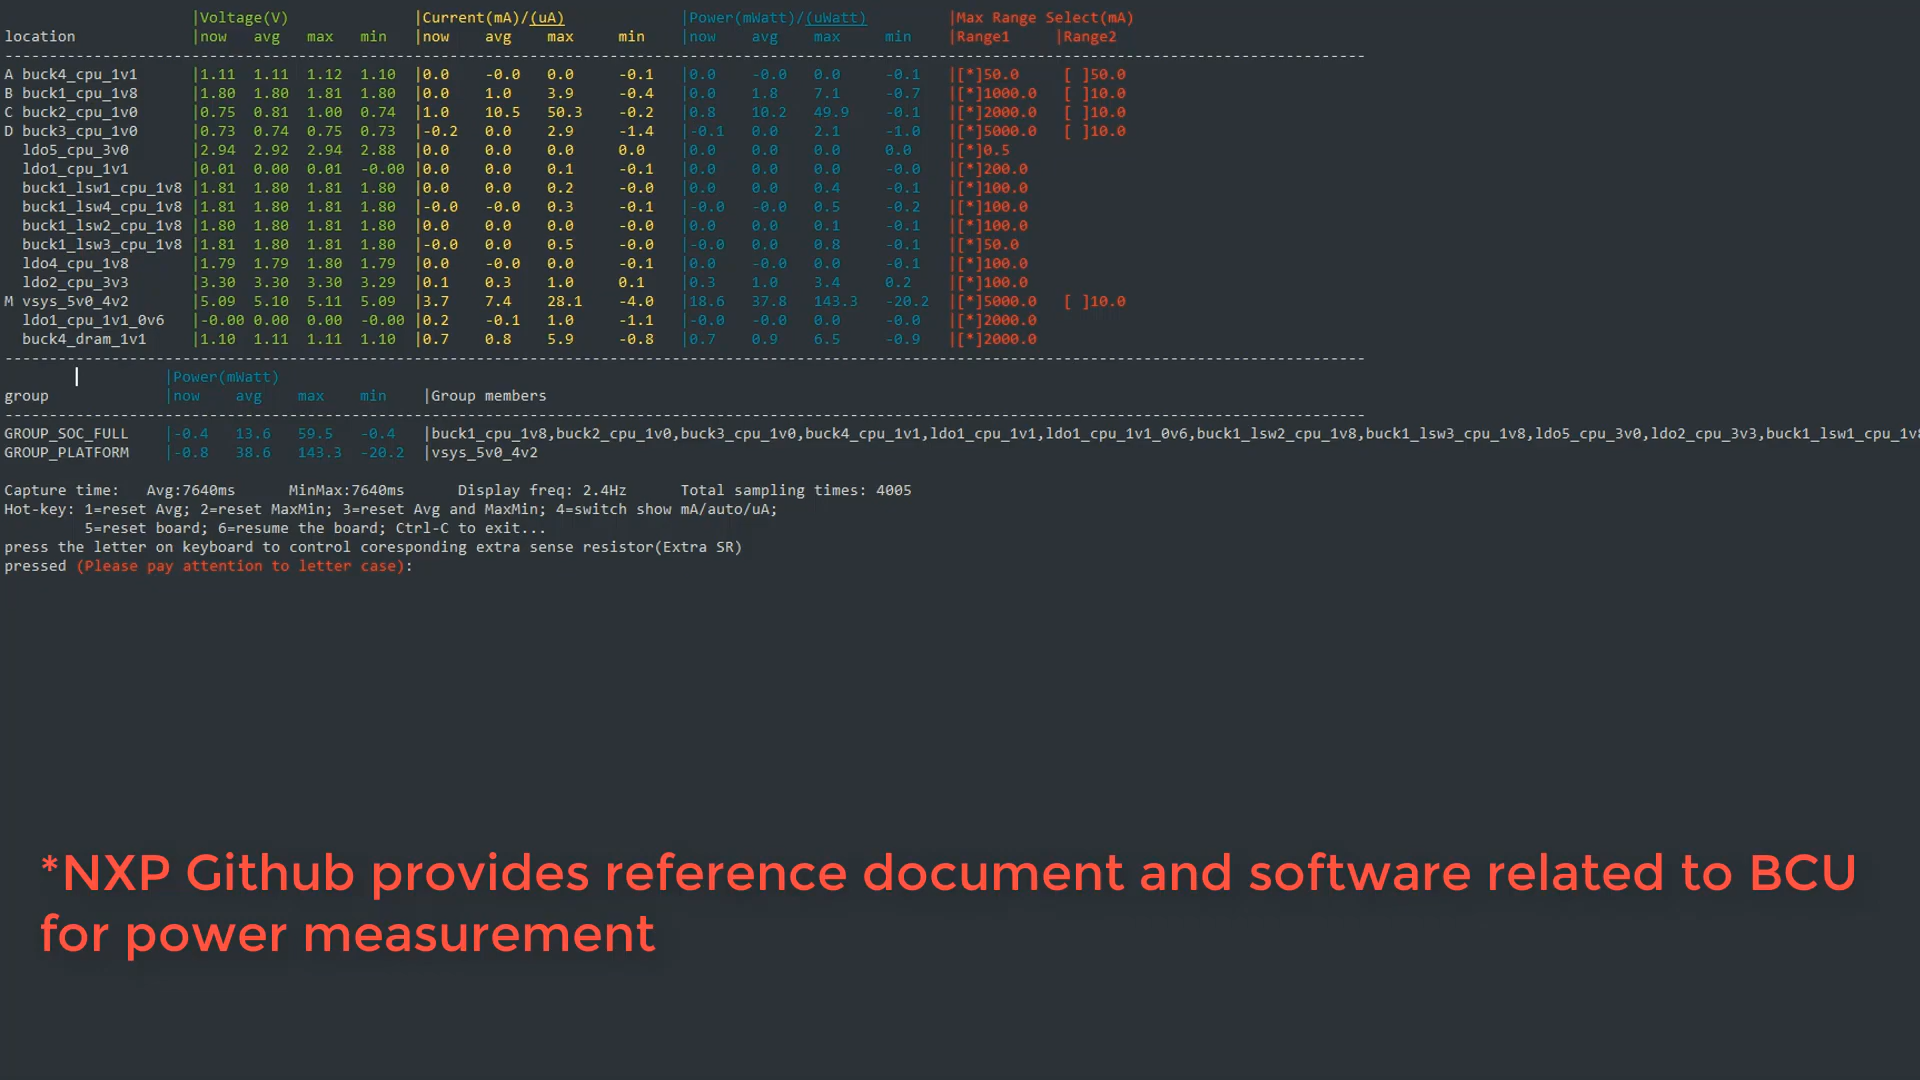 |Voltage(V) |Current(mA)/(uA) |Power(mWatt)/(uWatt) |Max Range Select(mA)
location |now avg max min |now avg max min |now avg max min |Range1 |Range2
A buck4_cpu_1v1 |1.11 1.11 1.12 1.10 |0.0 -0.0 0.0 -0.1 |0.0 -0.0 0.0 -0.1 |[*]50.0 [ ]50.0
B buck1_cpu_1v8 |1.80 1.80 1.81 1.80 |0.0 1.0 3.9 -0.4 |0.0 1.8 7.1 -0.7 |[*]1000.0 [ ]10.0
C buck2_cpu_1v0 |0.75 0.81 1.00 0.74 |1.0 10.5 50.3 -0.2 |0.8 10.2 49.9 -0.1 |[*]2000.0 [ ]10.0
D buck3_cpu_1v0 |0.73 0.74 0.75 0.73 |-0.2 0.0 2.9 -1.4 |-0.1 0.0 2.1 -1.0 |[*]5000.0 [ ]10.0
ldo5_cpu_3v0 |2.94 2.92 2.94 2.88 |0.0 0.0 0.0 0.0 |0.0 0.0 0.0 0.0 |[*]0.5
ldo1_cpu_1v1 |0.01 0.00 0.01 -0.00 |0.0 0.0 0.1 -0.1 |0.0 0.0 0.0 -0.0 |[*]200.0
buck1_lsw1_cpu_1v8 |1.81 1.80 1.81 1.80 |0.0 0.0 0.2 -0.0 |0.0 0.0 0.4 -0.1 |[*]100.0
buck1_lsw4_cpu_1v8 |1.81 1.80 1.81 1.80 |-0.0 -0.0 0.3 -0.1 |-0.0 -0.0 0.5 -0.2 |[*]100.0
buck1_lsw2_cpu_1v8 |1.80 1.80 1.81 1.80 |0.0 0.0 0.0 -0.0 |0.0 0.0 0.1 -0.1 |[*]100.0
buck1_lsw3_cpu_1v8 |1.81 1.80 1.81 1.80 |-0.0 0.0 0.5 -0.0 |-0.0 0.0 0.8 -0.1 |[*]50.0
ldo4_cpu_1v8 |1.79 1.79 1.80 1.79 |0.0 -0.0 0.0 -0.1 |0.0 -0.0 0.0 -0.1 |[*]100.0
ldo2_cpu_3v3 |3.30 3.30 3.30 3.29 |0.1 0.3 1.0 0.1 |0.3 1.0 3.4 0.2 |[*]100.0
M vsys_5v0_4v2 |5.09 5.10 5.11 5.09 |3.7 7.4 28.1 -4.0 |18.6 37.8 143.3 -20.2 |[*]5000.0 [ ]10.0
ldo1_cpu_1v1_0v6 |-0.00 0.00 0.00 -0.00 |0.2 -0.1 1.0 -1.1 |-0.0 -0.0 0.0 -0.0 |[*]2000.0
buck4_dram_1v1 |1.10 1.11 1.11 1.10 |0.7 0.8 5.9 -0.8 |0.7 0.9 6.5 -0.9 |[*]2000.0
|Power(mWatt)
group |now avg max min |Group members
GROUP_SOC_FULL |-0.4 13.6 59.5 -0.4 |buck1_cpu_1v8,buck2_cpu_1v0,buck3_cpu_1v0,buck4_cpu_1v1,ldo1_cpu_1v1,ldo1_cpu_1v1_0v6,buck1_lsw2_cpu_1v8,buck1_lsw3_cpu_1v8,ldo5_cpu_3v0,ldo2_cpu_3v3,buck1_lsw1_cpu_1v8
GROUP_PLATFORM |-0.8 38.6 143.3 -20.2 |vsys_5v0_4v2
Capture time: Avg:7640ms MinMax:7640ms Display freq: 2.4Hz Total sampling times: 4005
Hot-key: 1=reset Avg; 2=reset MaxMin; 3=reset Avg and MaxMin; 4=switch show mA/auto/uA;
5=reset board; 6=resume the board; Ctrl-C to exit...
press the letter on keyboard to control coresponding extra sense resistor(Extra SR)
pressed (Please pay attention to letter case):
*NXP Github provides reference document and software related to BCU
for power measurement